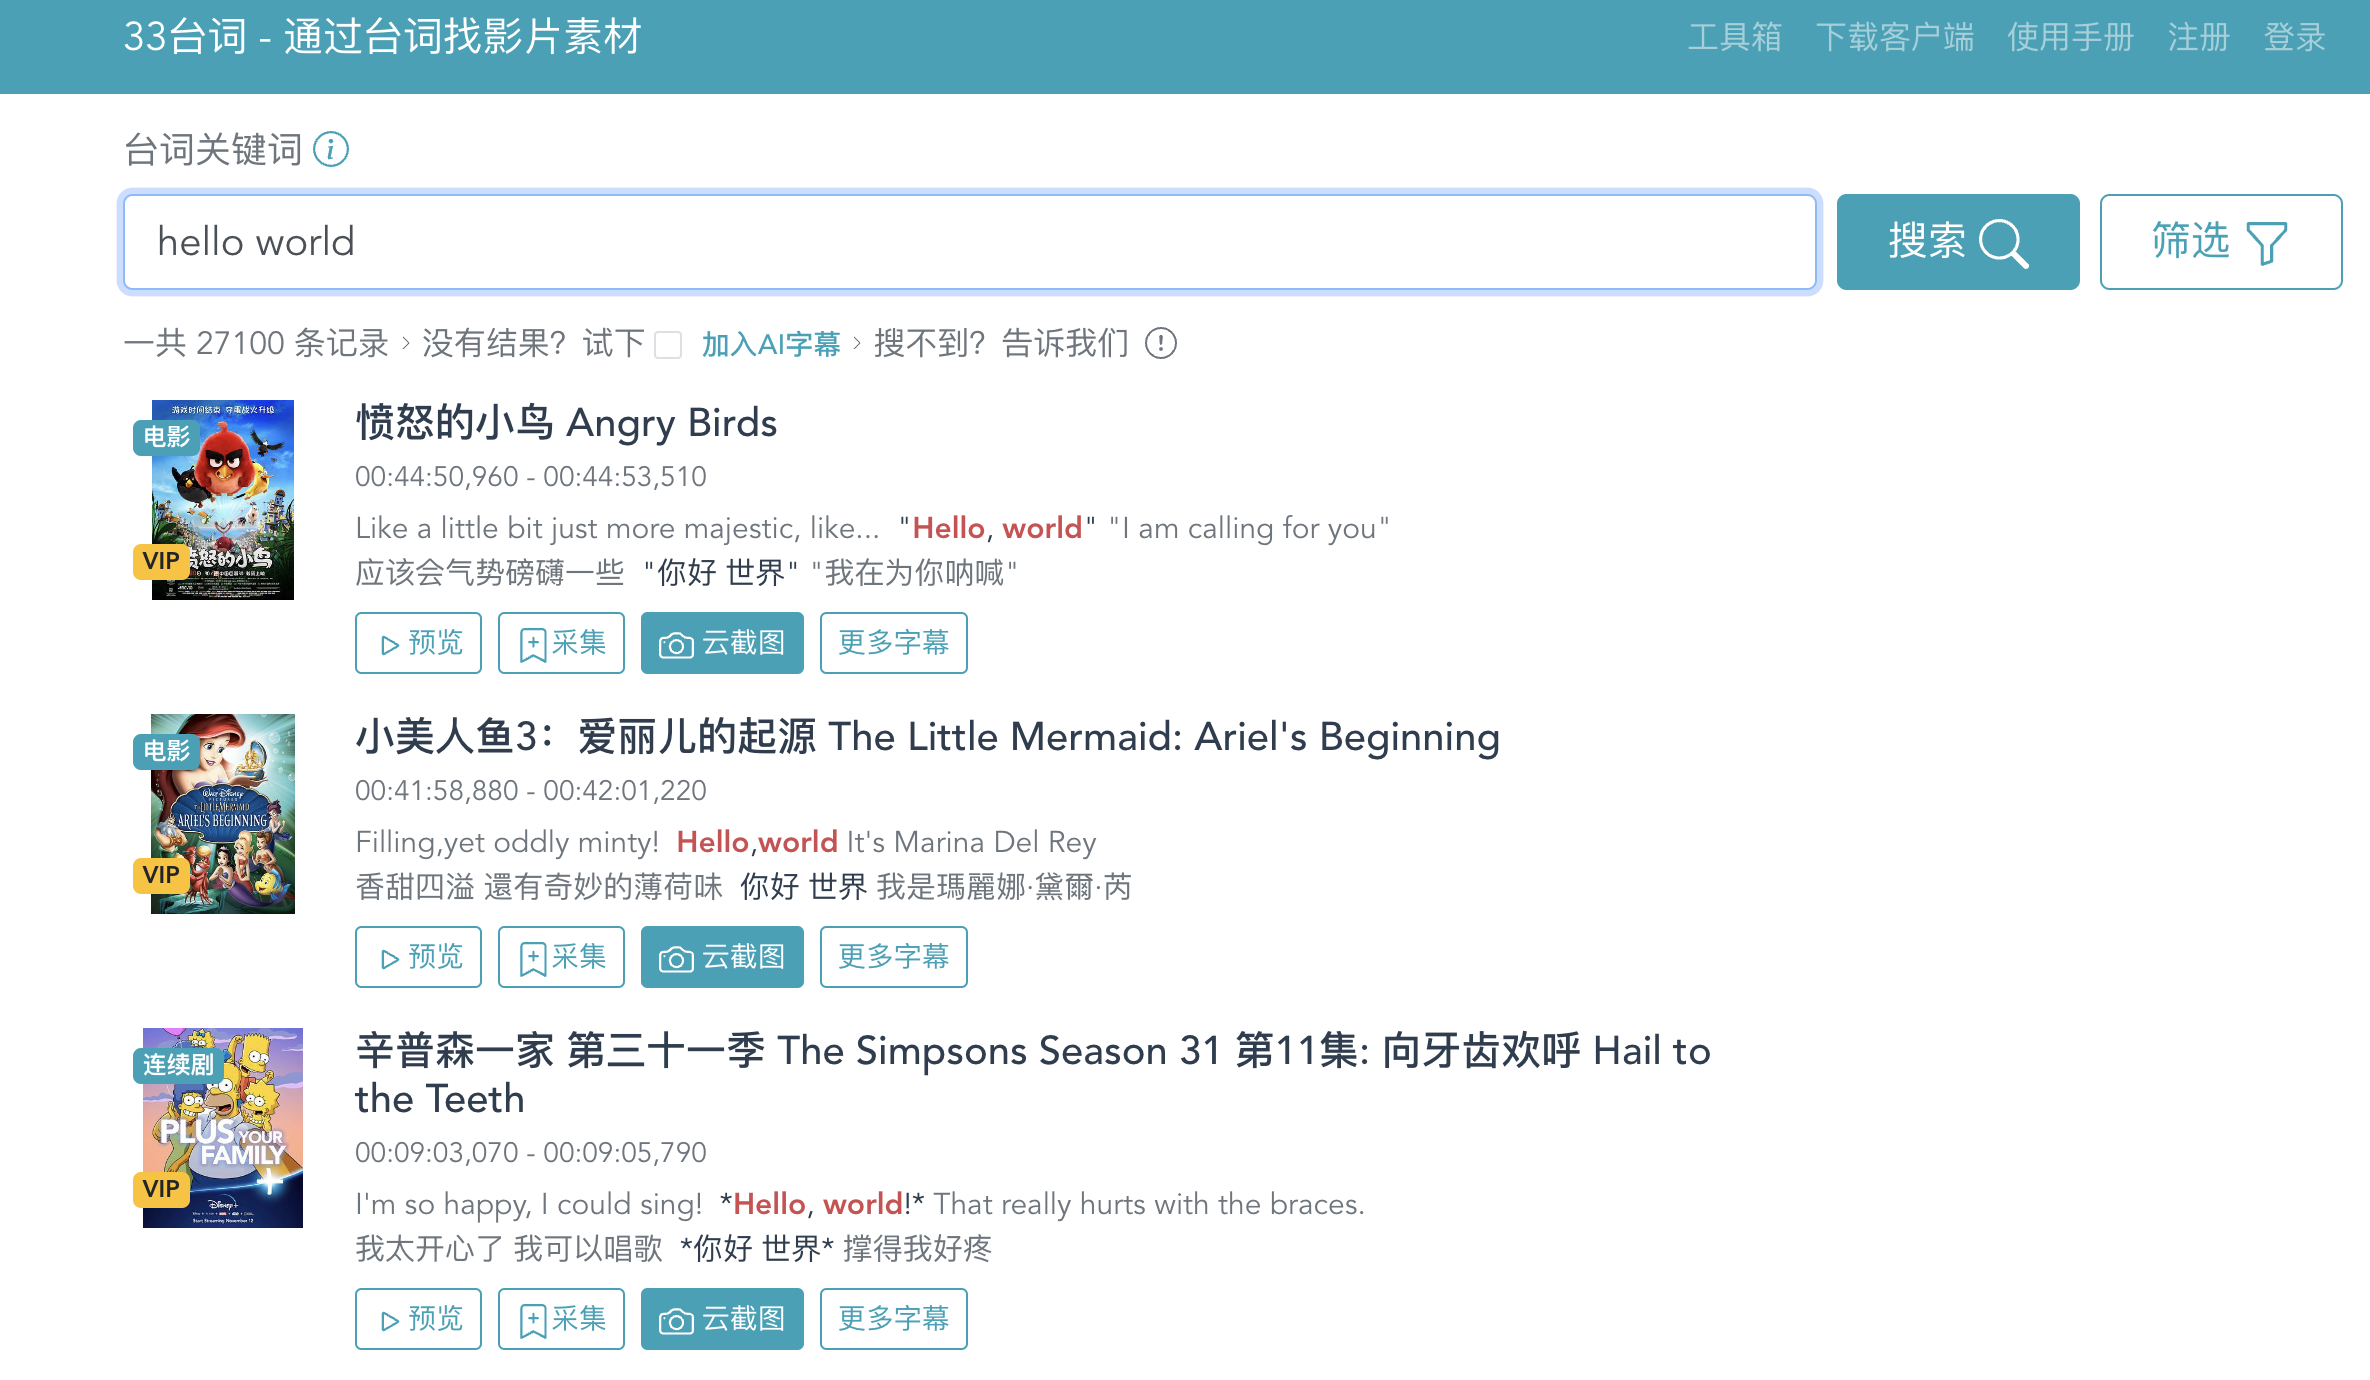 33台词 - 通过台词找影片素材
工具箱 下载客户端 使用手册 注册 登录
台词关键词
hello world
搜索
筛选
一共 27100 条记录 › 没有结果？试下 加入AI字幕 › 搜不到？告诉我们
电影
VIP
愤怒的小鸟
愤怒的小鸟 Angry Birds
00:44:50,960 - 00:44:53,510
Like a little bit just more majestic, like... "Hello, world" "I am calling for you"
应该会气势磅礴一些 "你好 世界" "我在为你呐喊"
预览 采集 云截图 更多字幕
电影
ARIEL'S BEGINNING
VIP
小美人鱼3：爱丽儿的起源 The Little Mermaid: Ariel's Beginning
00:41:58,880 - 00:42:01,220
Filling,yet oddly minty! Hello,world It's Marina Del Rey
香甜四溢 還有奇妙的薄荷味 你好 世界 我是瑪麗娜·黛爾·芮
预览 采集 云截图 更多字幕
连续剧
PLUS YOUR
FAMILY
VIP
Disney+
辛普森一家 第三十一季 The Simpsons Season 31 第11集: 向牙齿欢呼 Hail to
the Teeth
00:09:03,070 - 00:09:05,790
I'm so happy, I could sing! *Hello, world!* That really hurts with the braces.
我太开心了 我可以唱歌 *你好 世界* 撑得我好疼
预览 采集 云截图 更多字幕